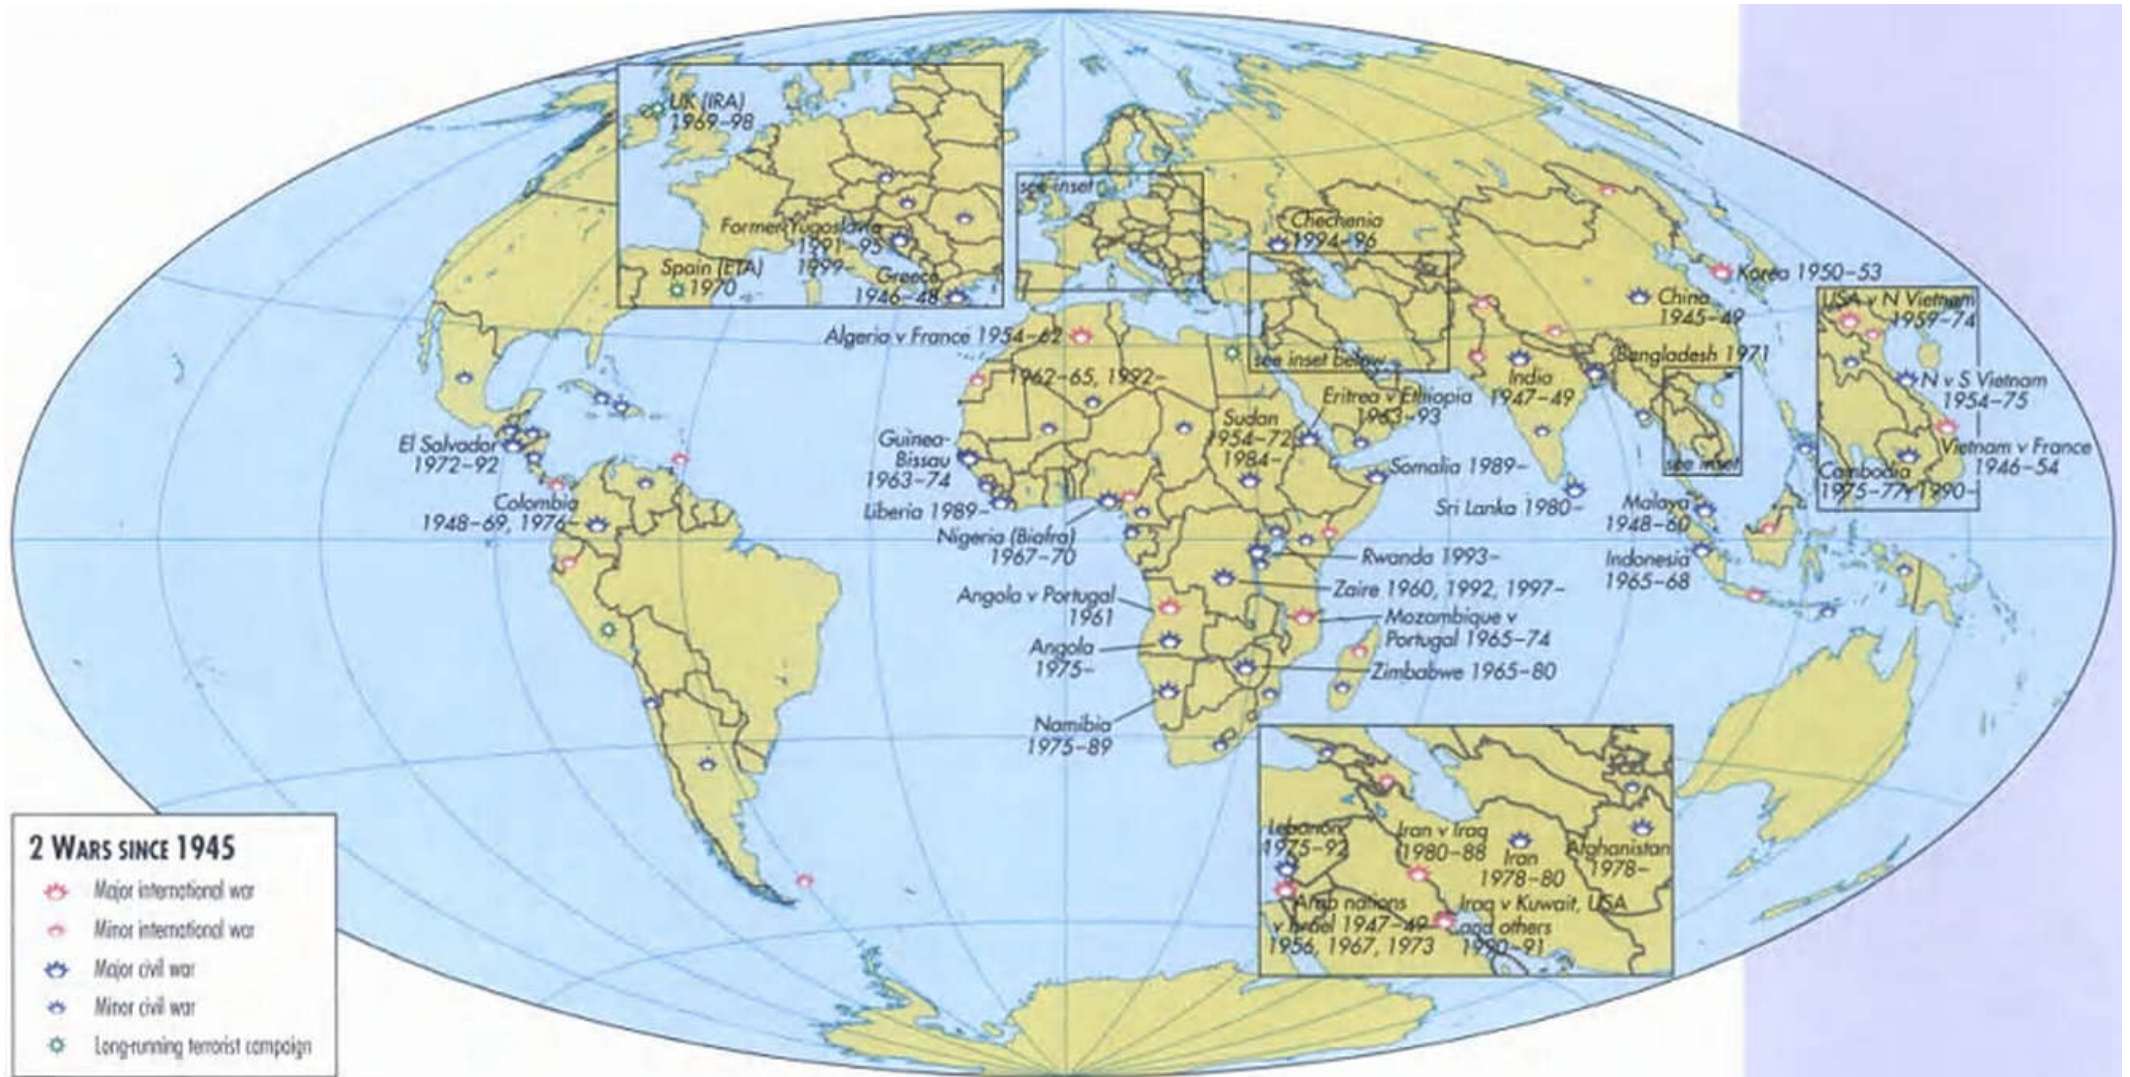 UK (IRA)
1969–98
Former Yugoslavia
1991–95
1999–
Spain (ETA)
1970
Greece
1946–48
see inset
Chechenia
1994–96
Korea 1950–53
China
1945–49
USA v N Vietnam
1959–74
N v S Vietnam
1954–75
Vietnam v France
1946–54
Cambodia
1975–77, 1990–
Algeria v France 1954–62
1962–65, 1992–
see inset below
Bangladesh 1971
India
1947–49
Eritrea v Ethiopia
1963–93
Sudan
1954–72
1984–
see inset
El Salvador
1972–92
Guinea-
Bissau
1963–74
Somalia 1989–
Colombia
1948–69, 1976–
Liberia 1989–
Sri Lanka 1980–
Malaya
1948–60
Nigeria (Biafra)
1967–70
Rwanda 1993–
Indonesia
1965–68
Zaire 1960, 1992, 1997–
Angola v Portugal
1961
Mozambique v
Portugal 1965–74
Angola
1975–
Zimbabwe 1965–80
Namibia
1975–89
Lebanon
1975–92
Iran v Iraq
1980–88
Iran
1978–80
Afghanistan
1978–
Arab nations
v Israel 1947–49
1956, 1967, 1973
Iraq v Kuwait, USA
and others
1990–91
2 WARS SINCE 1945
Major international war
Minor international war
Major civil war
Minor civil war
Long-running terrorist campaign